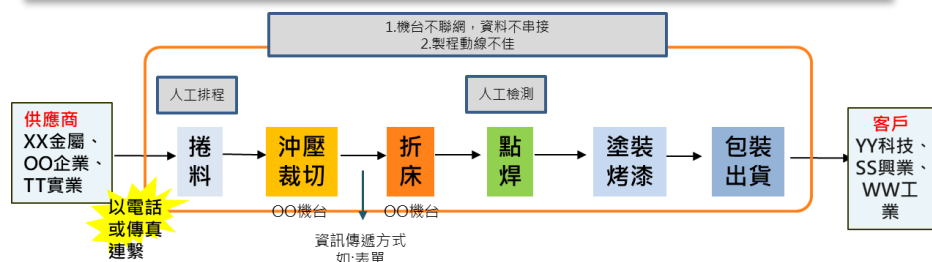 1.機台不聯網，資料不串接
2.製程動線不佳
人工排程
人工檢測
供應商
XX金屬、
OO企業、
TT實業
捲
料
沖壓
裁切
折
床
點
焊
塗裝
烤漆
包裝
出貨
客戶
YY科技、
SS興業、
WW工
業
以電話
或傳真
連繫
OO機台
OO機台
資訊傳遞方式
如:表單